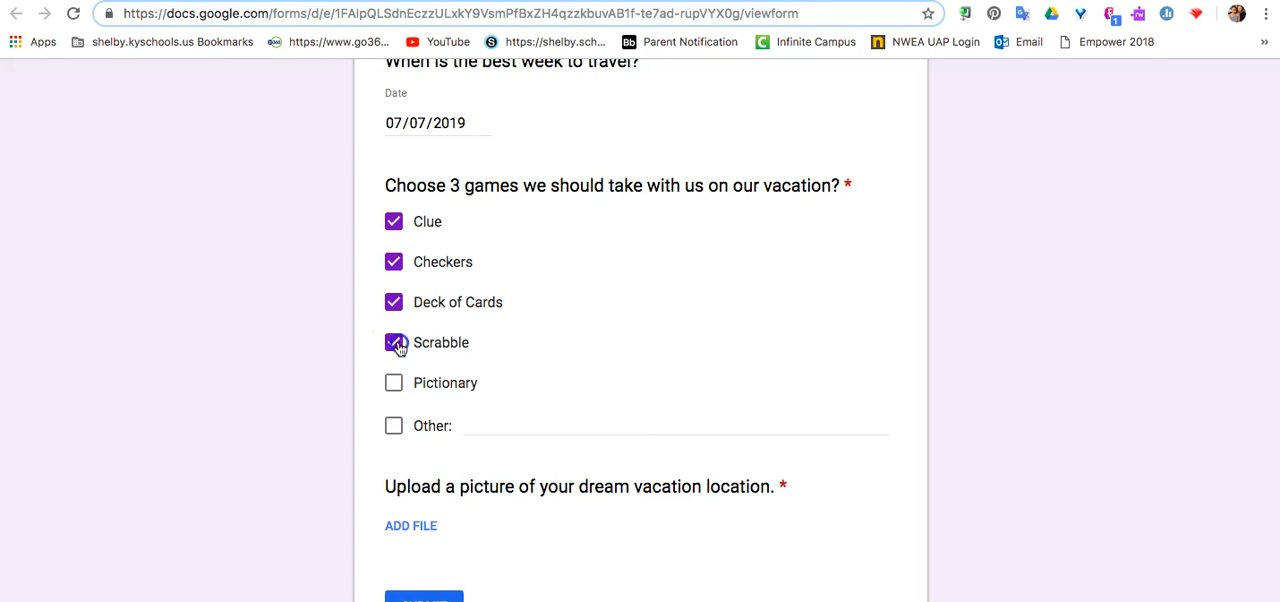 https://docs.google.com/forms/d/e/1FAIpQLSdnEczzULxkY9VsmPfBxZH4qzzkbuvAB1f-te7ad-rupVYX0g/viewform
Apps shelby.kyschools.us Bookmarks https://www.go36... YouTube https://shelby.sch... Bb Parent Notification Infinite Campus NWEA UAP Login Email Empower 2018 »
When is the best week to travel?
Date
07/07/2019
Choose 3 games we should take with us on our vacation? *
Clue
Checkers
Deck of Cards
Scrabble
Pictionary
Other:
Upload a picture of your dream vacation location. *
ADD FILE